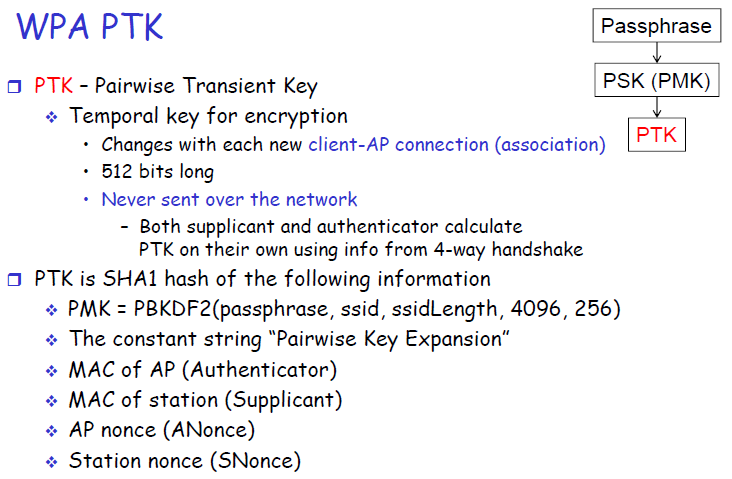 WPA PTK
Passphrase
PSK (PMK)
PTK
PTK – Pairwise Transient Key
Temporal key for encryption
Changes with each new client-AP connection (association)
512 bits long
Never sent over the network
– Both supplicant and authenticator calculate
PTK on their own using info from 4-way handshake
PTK is SHA1 hash of the following information
PMK = PBKDF2(passphrase, ssid, ssidLength, 4096, 256)
The constant string “Pairwise Key Expansion”
MAC of AP (Authenticator)
MAC of station (Supplicant)
AP nonce (ANonce)
Station nonce (SNonce)